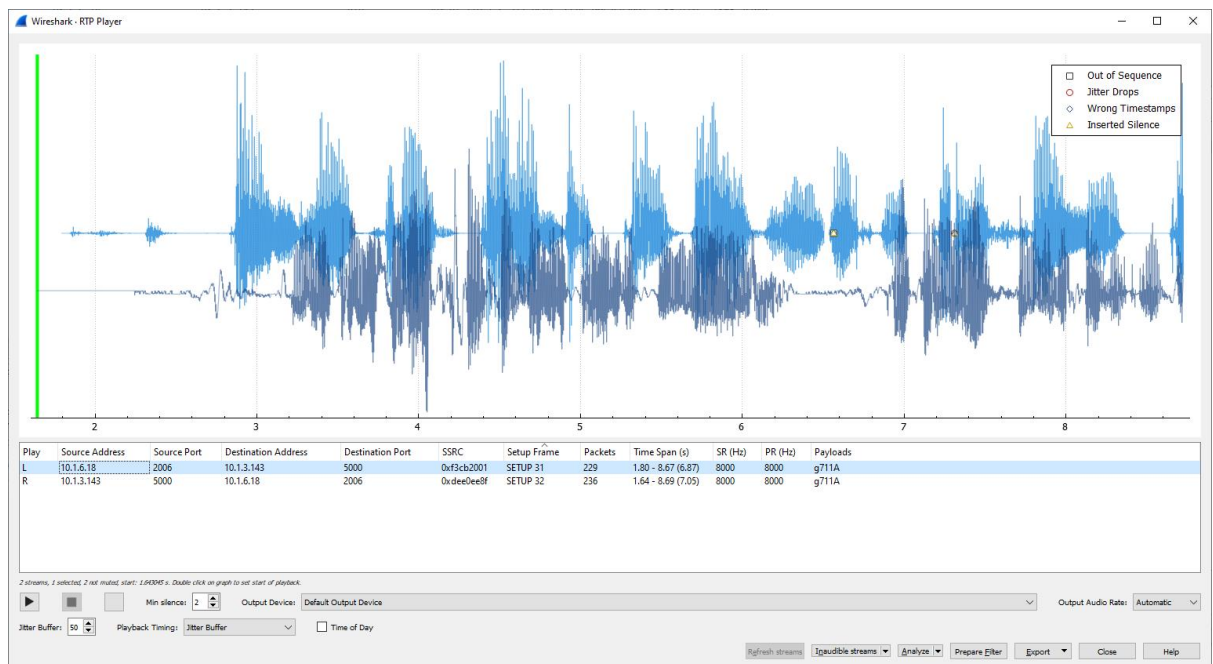 Wireshark · RTP Player
Out of Sequence
Jitter Drops
Wrong Timestamps
Inserted Silence
2 3 4 5 6 7 8
Play Source Address Source Port Destination Address Destination Port SSRC Setup Frame Packets Time Span (s) SR (Hz) PR (Hz) Payloads
L 10.1.6.18 2006 10.1.3.143 5000 0xf3cb2001 SETUP 31 229 1.80 - 8.67 (6.87) 8000 8000 g711A
R 10.1.3.143 5000 10.1.6.18 2006 0xdee0ee8f SETUP 32 236 1.64 - 8.69 (7.05) 8000 8000 g711A
2 streams, 1 selected, 2 not muted, start: 1.643045 s. Double click on graph to set start of playback.
Min silence: 2 Output Device: Default Output Device Output Audio Rate: Automatic
Jitter Buffer: 50 Playback Timing: Jitter Buffer Time of Day
Refresh streams Inaudible streams Analyze Prepare Filter Export Close Help